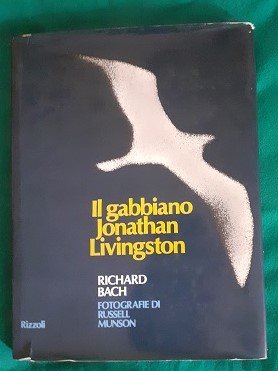 Il gabbiano
Jonathan
Livingston
RICHARD
BACH
FOTOGRAFIE DI
RUSSELL
MUNSON
Rizzoli